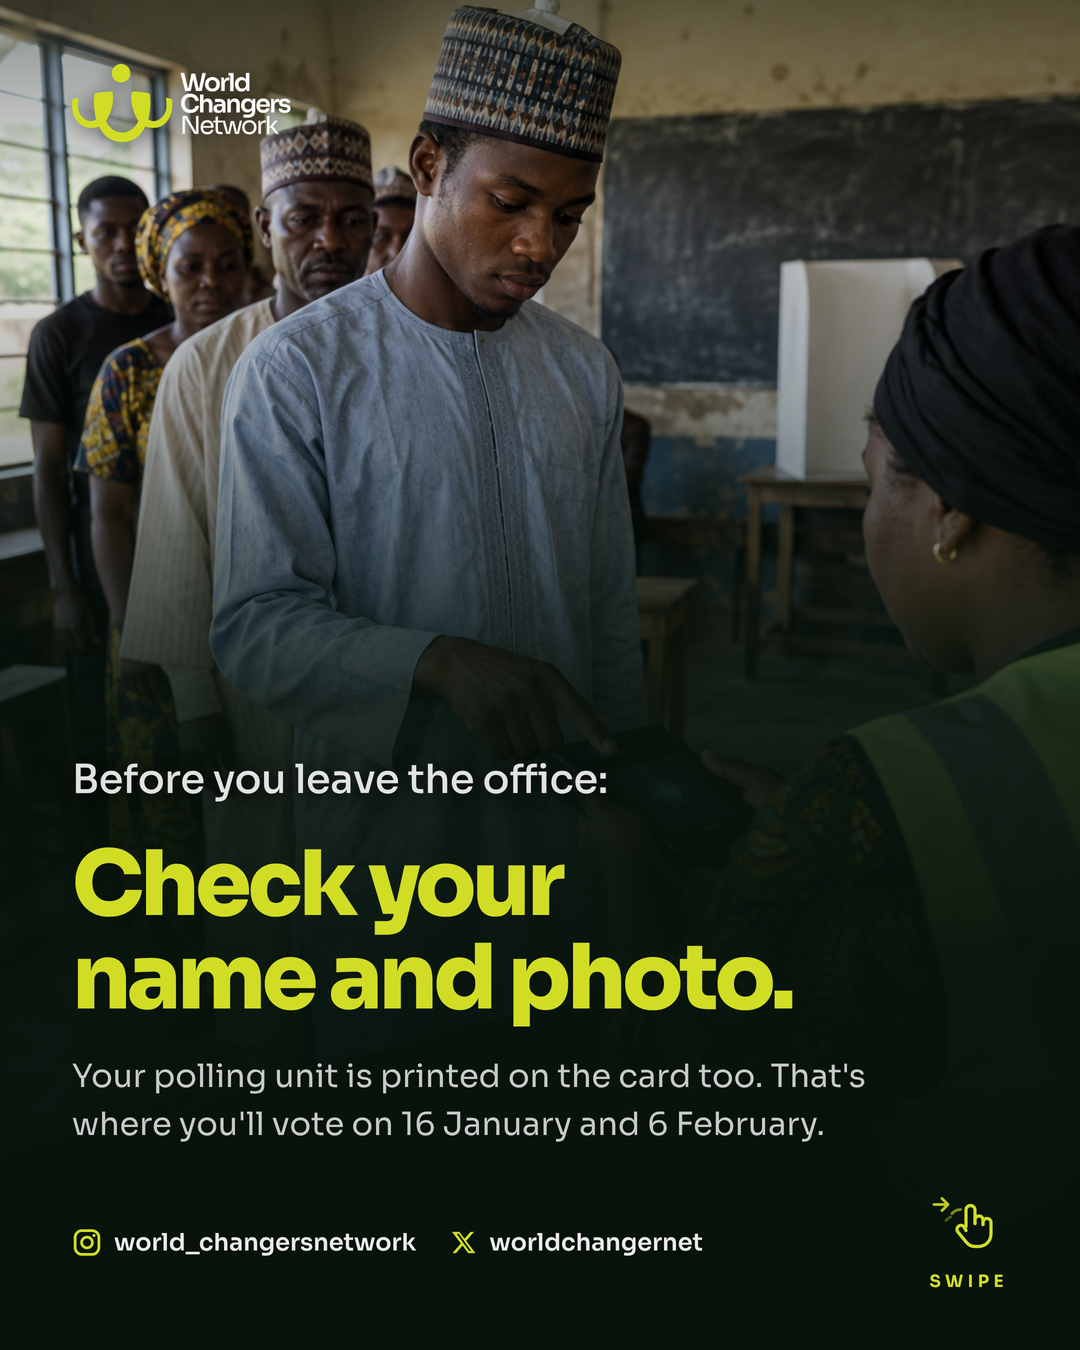 World
Changers
Network
Before you leave the office:
Check your
name and photo.
Your polling unit is printed on the card too. That's
where you'll vote on 16 January and 6 February.
world_changersnetwork worldchangernet
SWIPE